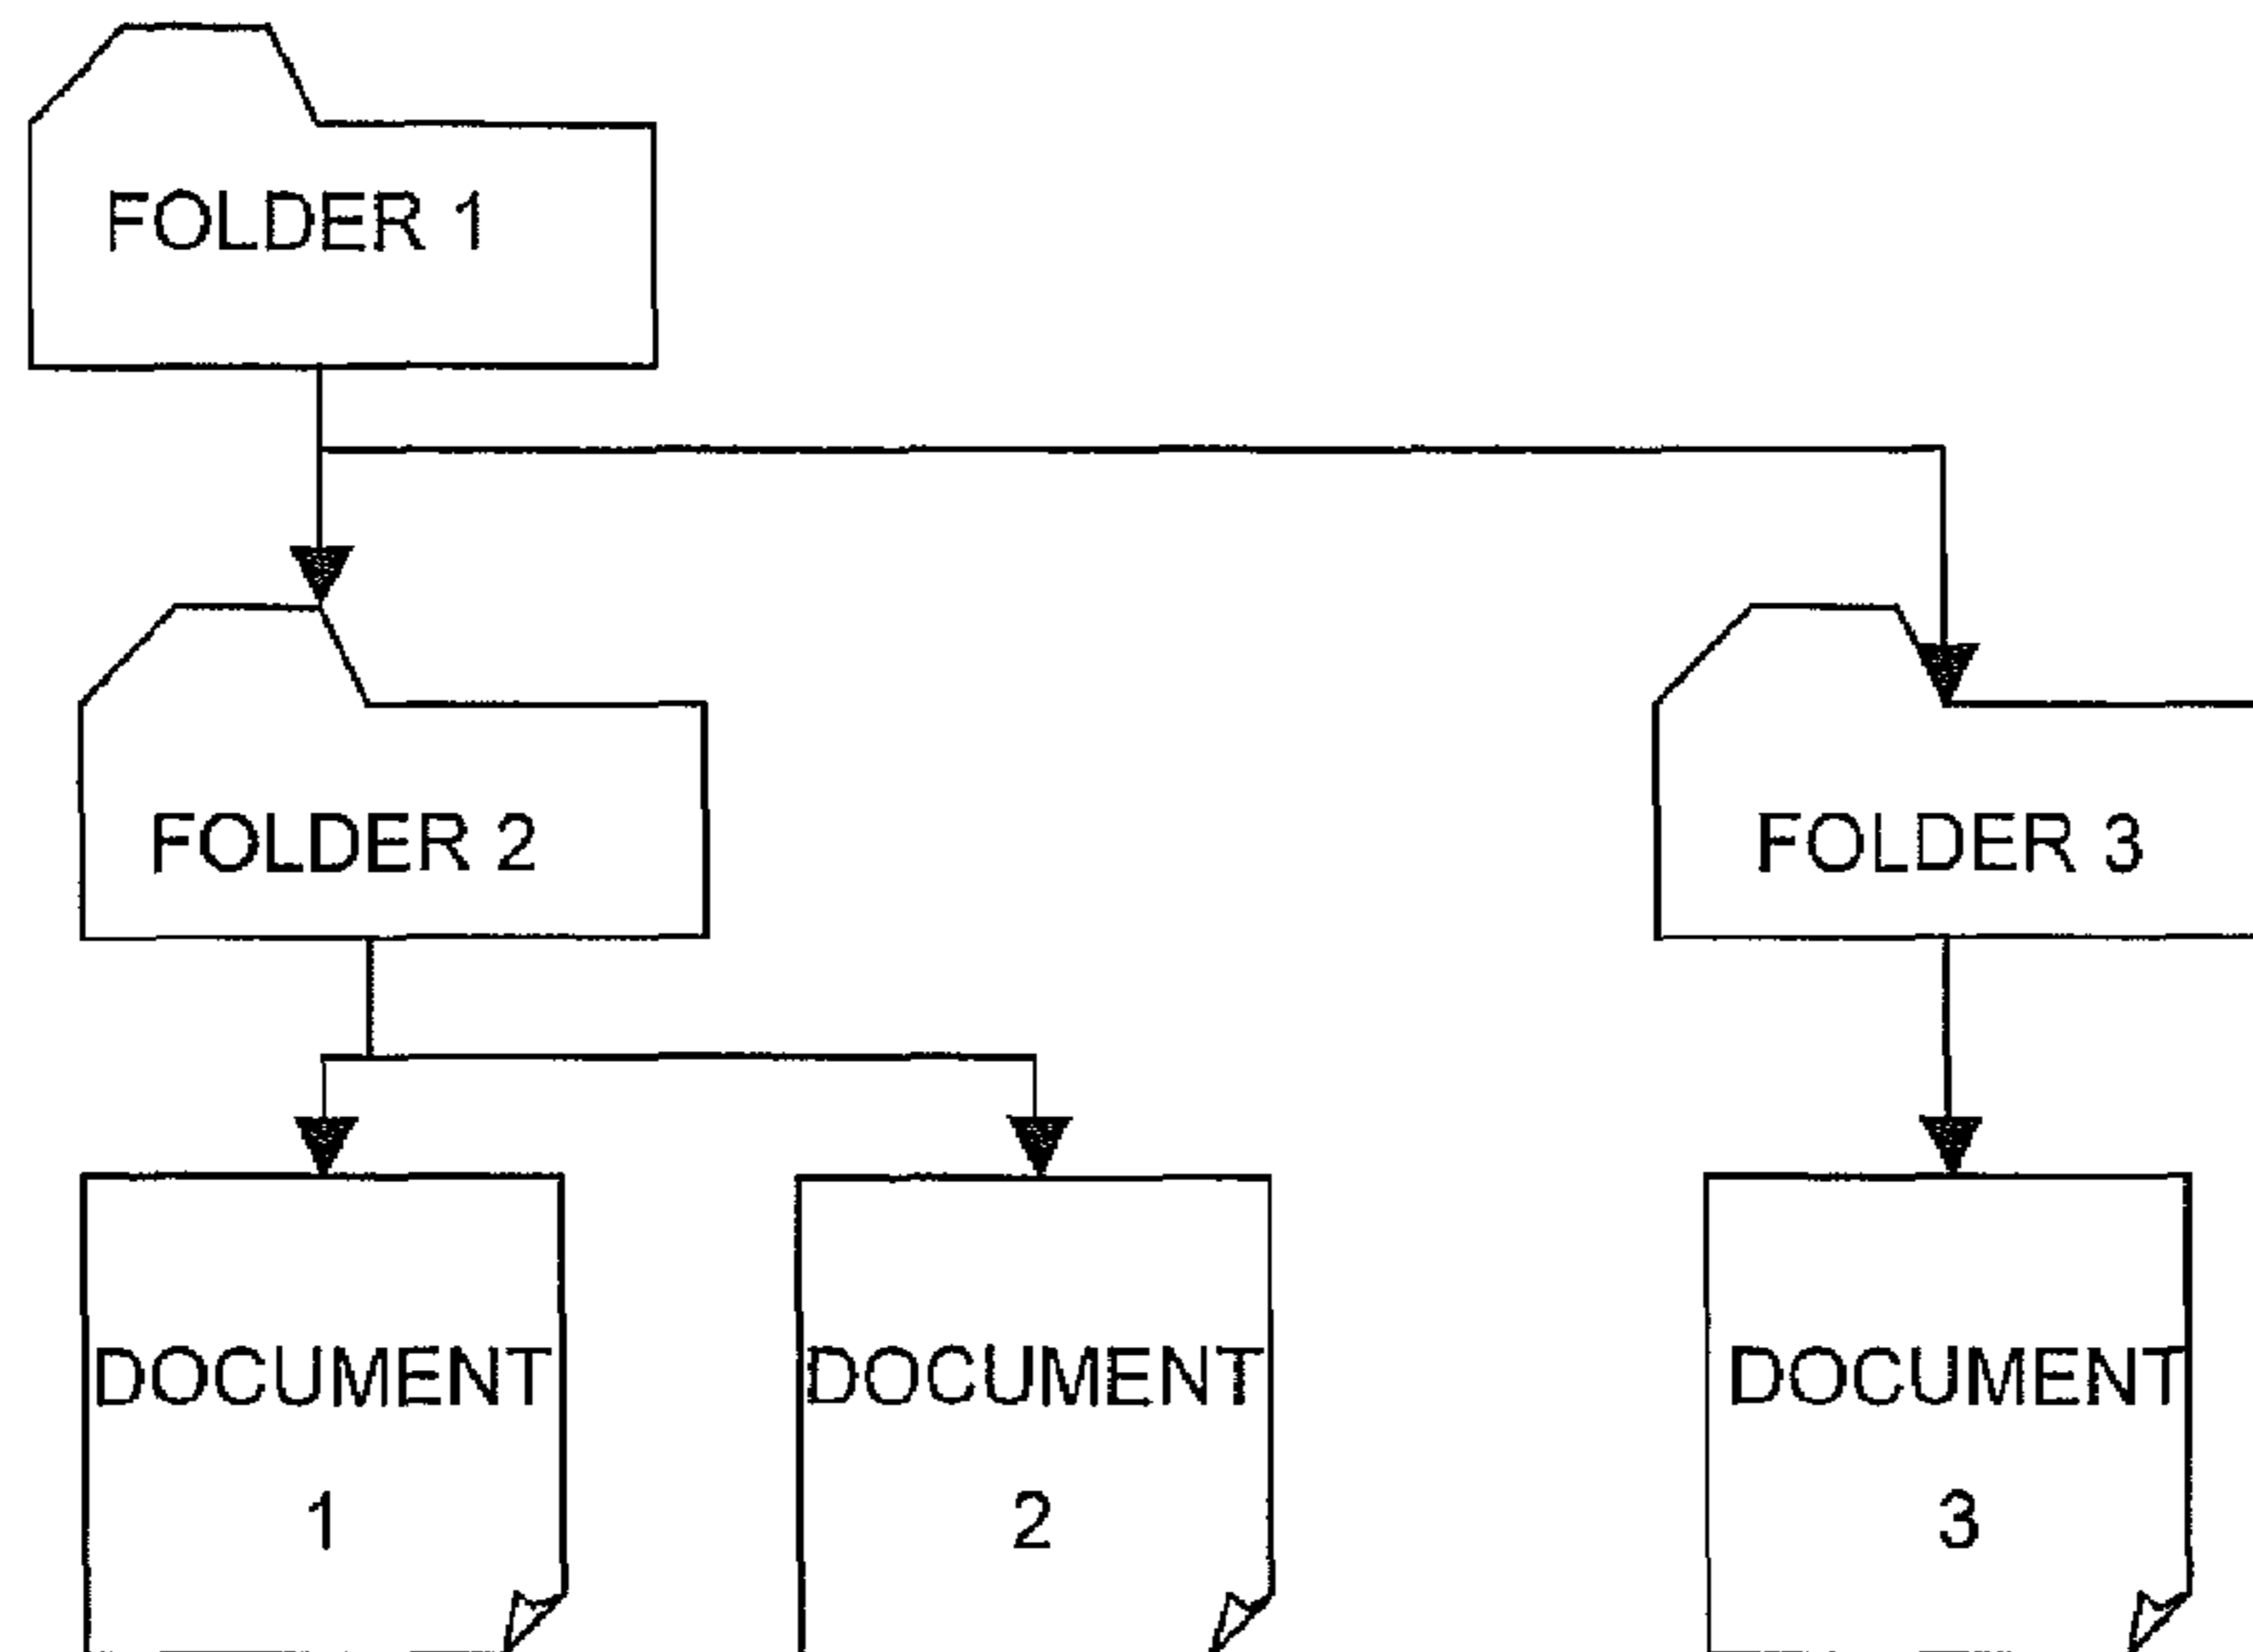 FOLDER 1
FOLDER 2
FOLDER 3
DOCUMENT
1
DOCUMENT
2
DOCUMENT
3